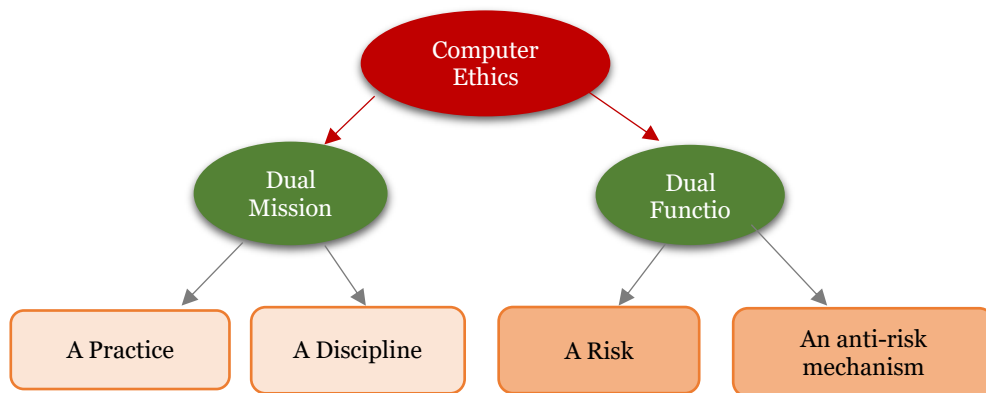 Computer
Ethics
Dual
Mission
Dual
Functio
A Practice
A Discipline
A Risk
An anti-risk
mechanism